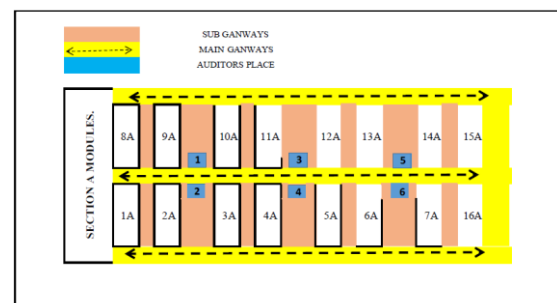 SUB GANWAYS
MAIN GANWAYS
AUDITORS PLACE
SECTION A MODULES.
8A 9A 10A 11A 12A 13A 14A 15A
1 3 5
2 4 6
1A 2A 3A 4A 5A 6A 7A 16A